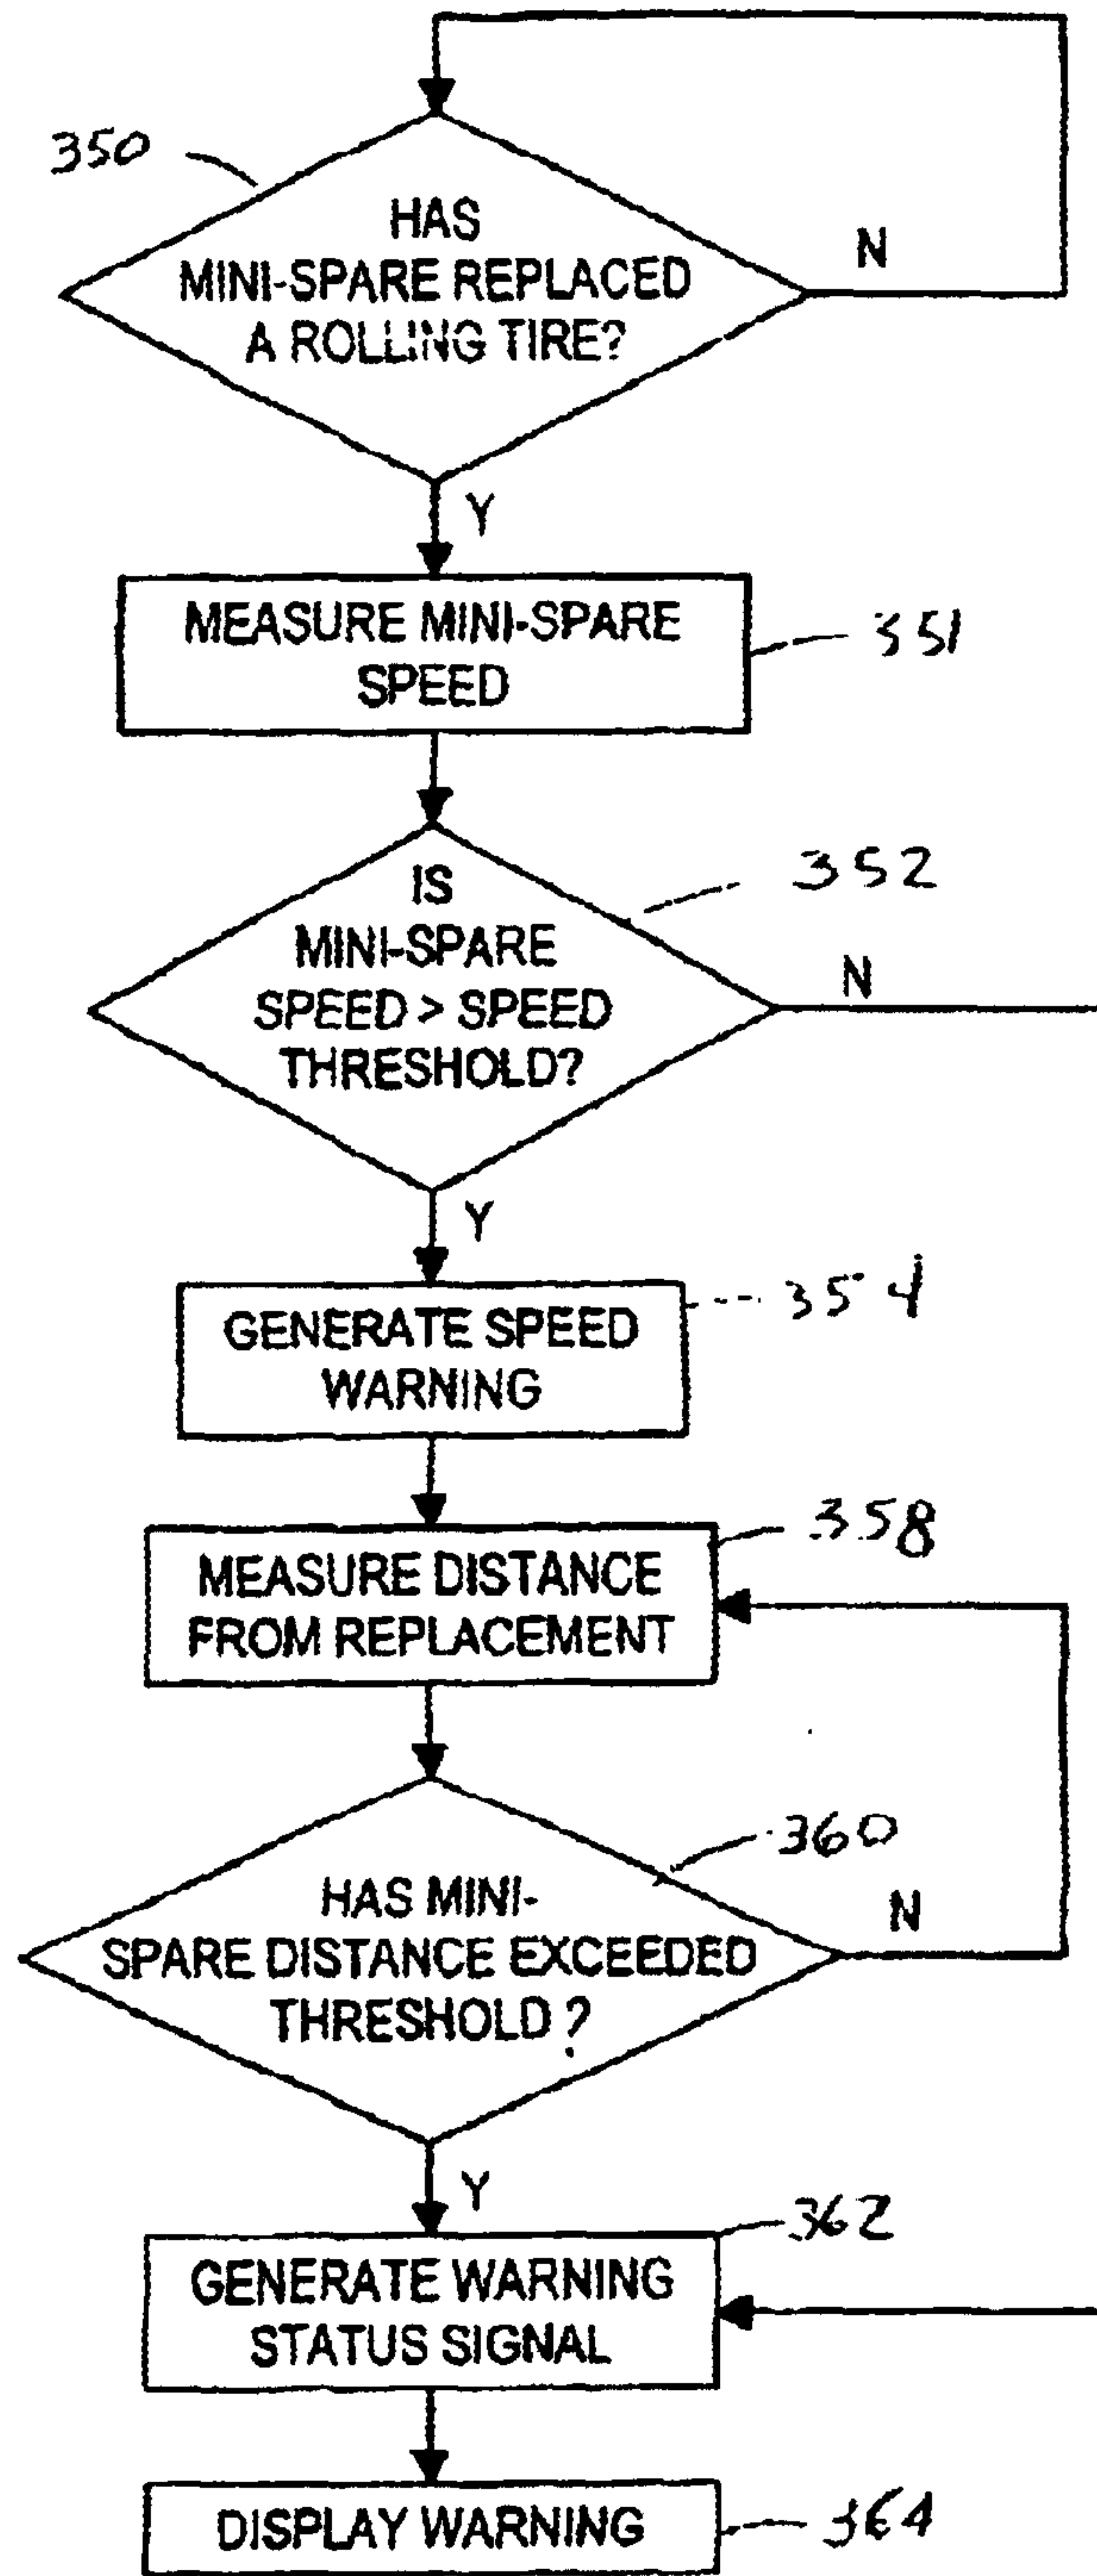 350
HAS
MINI-SPARE REPLACED
A ROLLING TIRE?
N
Y
MEASURE MINI-SPARE
SPEED
351
IS
MINI-SPARE
SPEED > SPEED
THRESHOLD?
352
N
Y
GENERATE SPEED
WARNING
354
MEASURE DISTANCE
FROM REPLACEMENT
358
HAS MINI-
SPARE DISTANCE EXCEEDED
THRESHOLD?
360
N
Y
GENERATE WARNING
STATUS SIGNAL
362
DISPLAY WARNING
364